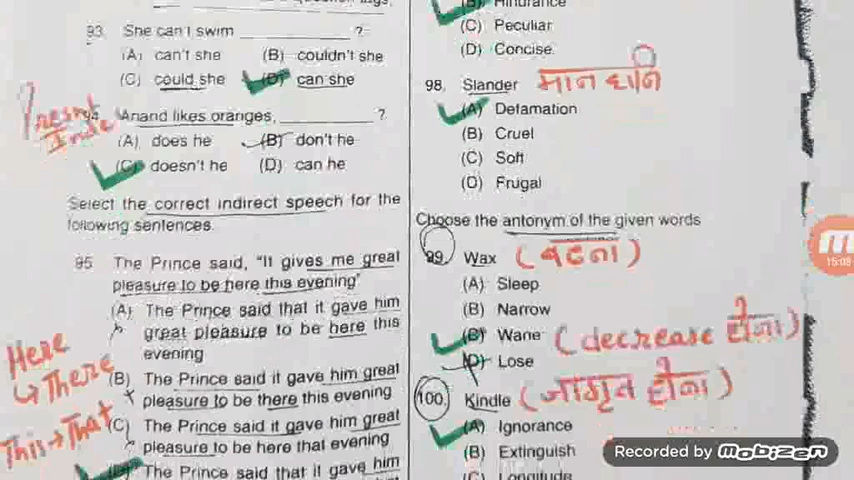 93. She can't swim ____________ ?
(A) can't she (B) couldn't she
(C) could she (D) can she
Presnt
Inde
94. Anand likes oranges, ____________ ?
(A) does he (B) don't he
(C) doesn't he (D) can he
Select the correct indirect speech for the
following sentences.
95 The Prince said, "It gives me great
pleasure to be here this evening"
(A) The Prince said that it gave him
great pleasure to be here this
evening
Here
↳ There
(B) The Prince said it gave him great
pleasure to be there this evening
This → That
(C) The Prince said it gave him great
pleasure to be here that evening
The Prince said that it gave him
(B) Hindrance
(C) Peculiar
(D) Concise.
98. Slander मान हानि
(A) Defamation
(B) Cruel
(C) Soft
(D) Frugal
Choose the antonym of the given words
99 Wax (बढना)
(A) Sleep
(B) Narrow
(C) Wane (decrease होना)
(D) Lose
100. Kindle (जागृत होना)
(A) Ignorance
(B) Extinguish
(C) Longitude
15:08
Recorded by MOBIZEN